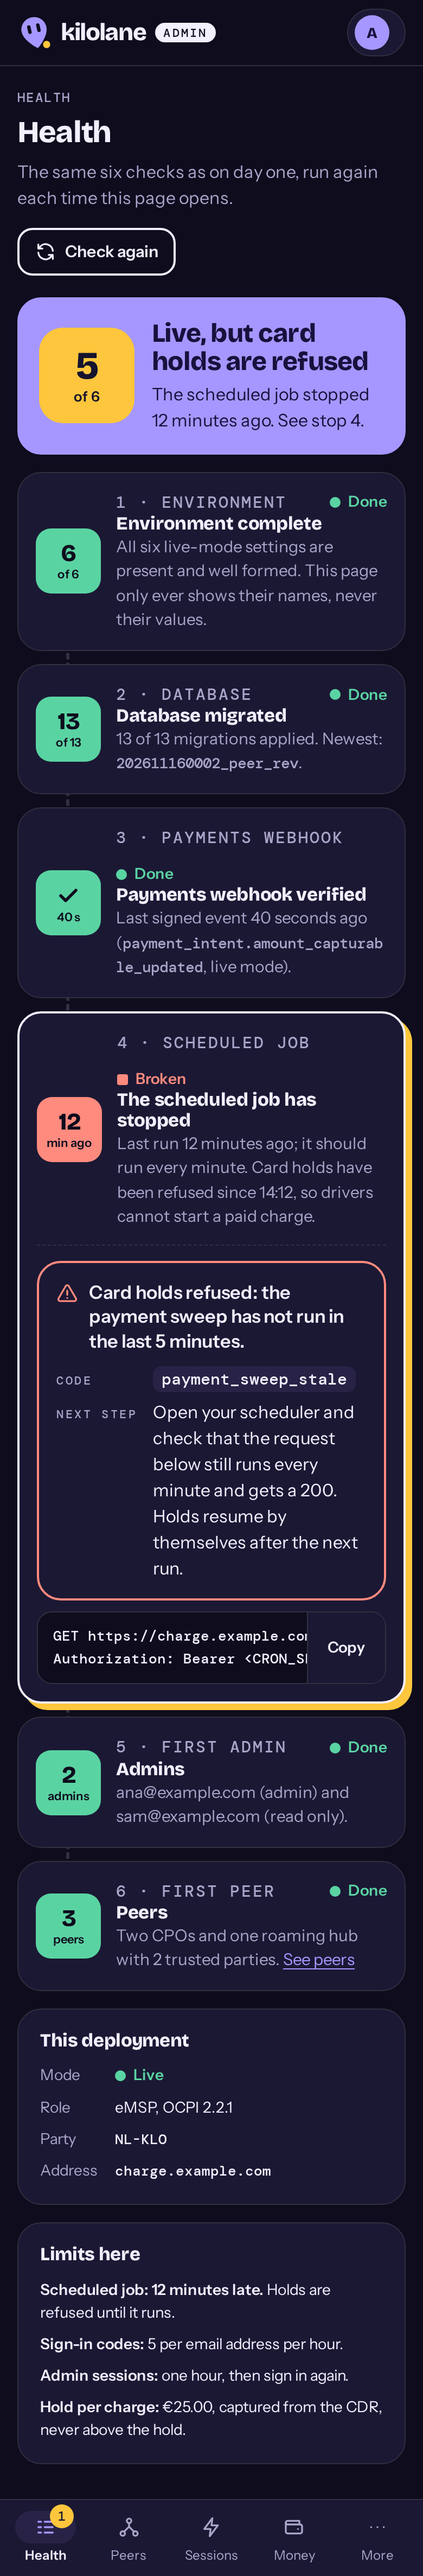 kilolane ADMIN A
HEALTH
Health
The same six checks as on day one, run again
each time this page opens.
Check again
5
of 6
Live, but card
holds are refused
The scheduled job stopped
12 minutes ago. See stop 4.
1 · ENVIRONMENT Done
Environment complete
6
of 6
All six live-mode settings are
present and well formed. This page
only ever shows their names, never
their values.
2 · DATABASE Done
Database migrated
13
of 13
13 of 13 migrations applied. Newest:
202611160002_peer_rev.
3 · PAYMENTS WEBHOOK
Done
Payments webhook verified
40 s
Last signed event 40 seconds ago
(payment_intent.amount_capturab
le_updated, live mode).
4 · SCHEDULED JOB
Broken
The scheduled job has
stopped
12
min ago
Last run 12 minutes ago; it should
run every minute. Card holds have
been refused since 14:12, so drivers
cannot start a paid charge.
Card holds refused: the
payment sweep has not run in
the last 5 minutes.
CODE payment_sweep_stale
NEXT STEP Open your scheduler and
check that the request
below still runs every
minute and gets a 200.
Holds resume by
themselves after the next
run.
GET https://charge.example.com
Authorization: Bearer <CRON_S
Copy
5 · FIRST ADMIN Done
Admins
2
admins
ana@example.com (admin) and
sam@example.com (read only).
6 · FIRST PEER Done
Peers
3
peers
Two CPOs and one roaming hub
with 2 trusted parties. See peers
This deployment
Mode Live
Role eMSP, OCPI 2.2.1
Party NL-KLO
Address charge.example.com
Limits here
Scheduled job: 12 minutes late. Holds are
refused until it runs.
Sign-in codes: 5 per email address per hour.
Admin sessions: one hour, then sign in again.
Hold per charge: €25.00, captured from the CDR,
never above the hold.
1
Health Peers Sessions Money More